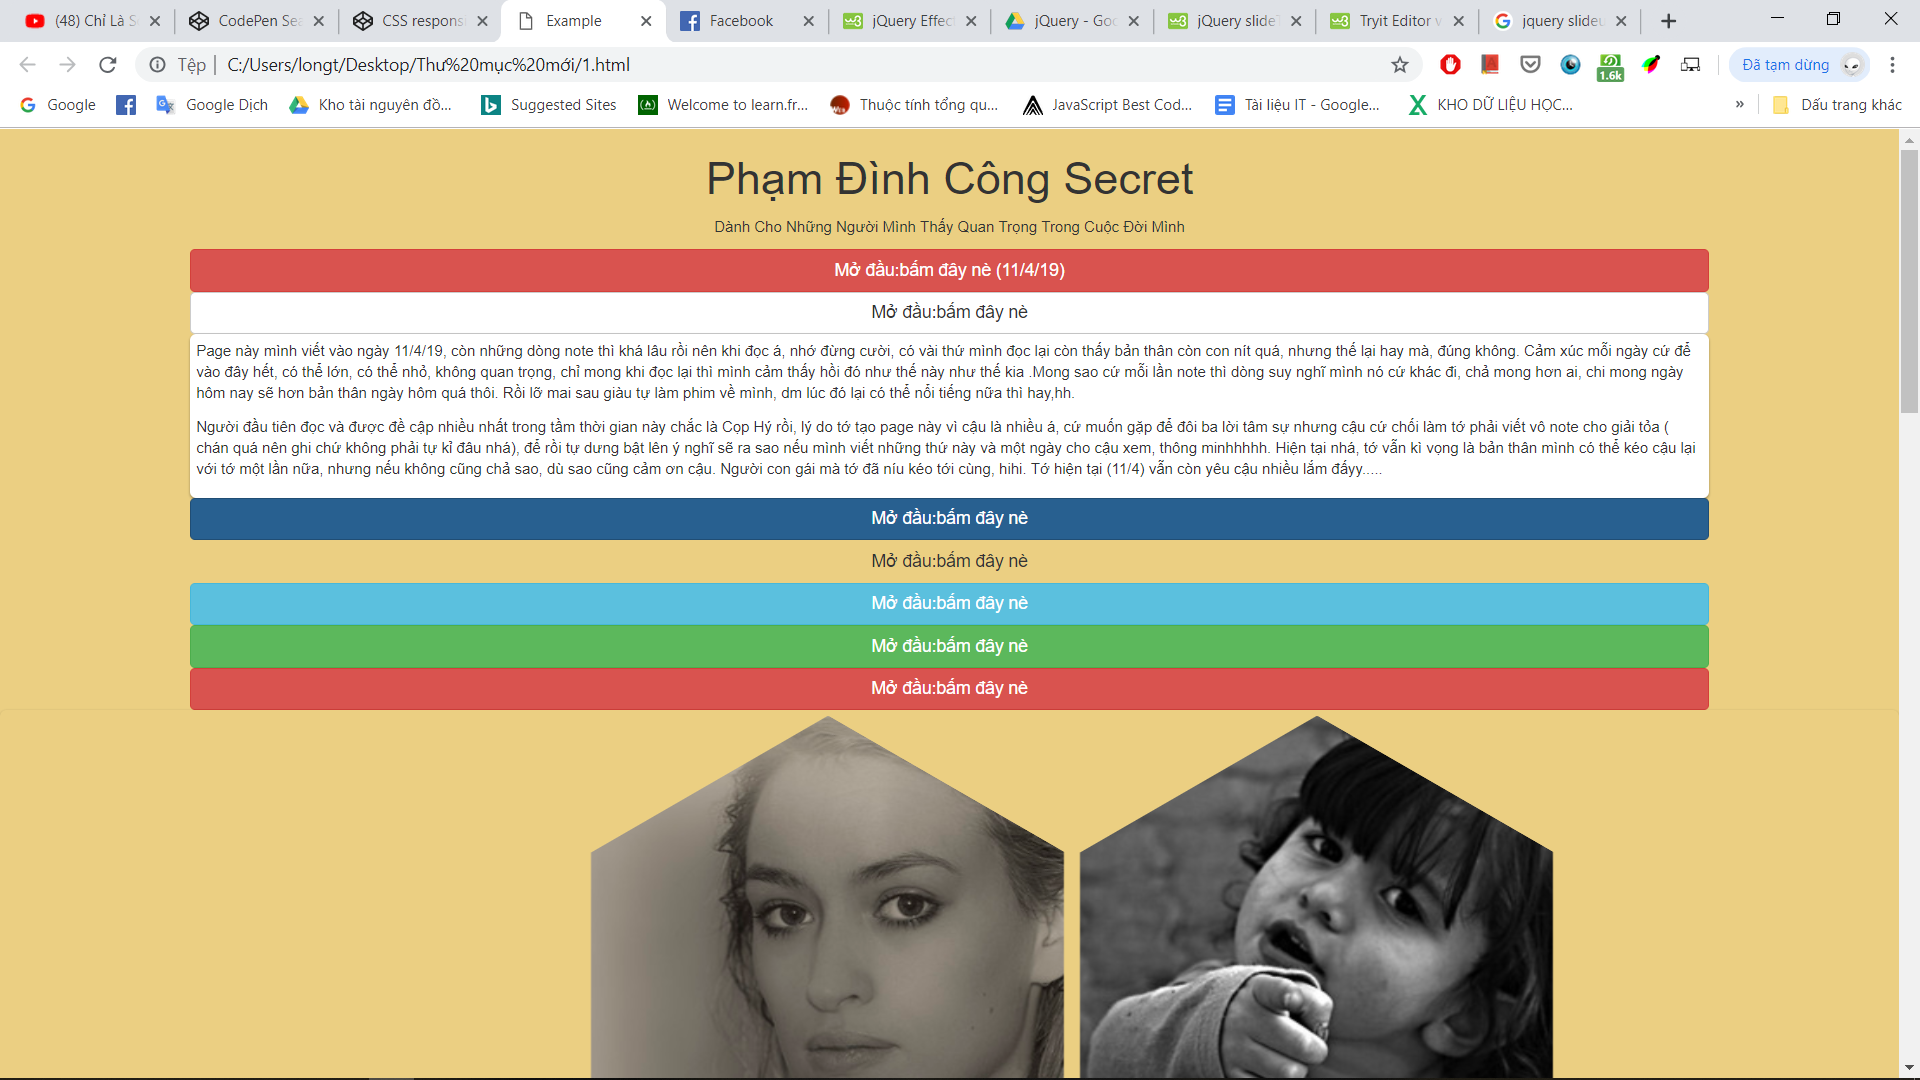 (48) Chỉ Là S
CodePen Sea
CSS responsi
Example
Facebook
jQuery Effec
jQuery - Goo
jQuery slideT
Tryit Editor v
jquery slideu
Tệp | C:/Users/longt/Desktop/Thư%20mục%20mới/1.html
1.6k
Đã tạm dừng
Google
Google Dịch
Kho tài nguyên đồ...
Suggested Sites
Welcome to learn.fr...
Thuộc tính tổng qu...
JavaScript Best Cod...
Tài liệu IT - Google...
KHO DỮ LIỆU HỌC...
»
Dấu trang khác
Phạm Đình Công Secret
Dành Cho Những Người Mình Thấy Quan Trọng Trong Cuộc Đời Mình
Mở đầu:bấm đây nè (11/4/19)
Mở đầu:bấm đây nè
Page này mình viết vào ngày 11/4/19, còn những dòng note thì khá lâu rồi nên khi đọc á, nhớ đừng cười, có vài thứ mình đọc lại còn thấy bản thân còn con nít quá, nhưng thế lại hay mà, đúng không. Cảm xúc mỗi ngày cứ để
vào đây hết, có thể lớn, có thể nhỏ, không quan trọng, chỉ mong khi đọc lại thì mình cảm thấy hồi đó như thế này như thế kia .Mong sao cứ mỗi lần note thì dòng suy nghĩ mình nó cứ khác đi, chả mong hơn ai, chi mong ngày
hôm nay sẽ hơn bản thân ngày hôm quá thôi. Rồi lỡ mai sau giàu tự làm phim về mình, dm lúc đó lại có thể nổi tiếng nữa thì hay,hh.
Người đầu tiên đọc và được đề cập nhiều nhất trong tầm thời gian này chắc là Cọp Hý rồi, lý do tớ tạo page này vì cậu là nhiều á, cứ muốn gặp để đôi ba lời tâm sự nhưng cậu cứ chối làm tớ phải viết vô note cho giải tỏa (
chán quá nên ghi chứ không phải tự kỉ đâu nhá), để rồi tự dưng bật lên ý nghĩ sẽ ra sao nếu mình viết những thứ này và một ngày cho cậu xem, thông minhhhhh. Hiện tại nhá, tớ vẫn kì vọng là bản thân mình có thể kéo cậu lại
với tớ một lần nữa, nhưng nếu không cũng chả sao, dù sao cũng cảm ơn cậu. Người con gái mà tớ đã níu kéo tới cùng, hihi. Tớ hiện tại (11/4) vẫn còn yêu cậu nhiều lắm đấyy.....
Mở đầu:bấm đây nè
Mở đầu:bấm đây nè
Mở đầu:bấm đây nè
Mở đầu:bấm đây nè
Mở đầu:bấm đây nè